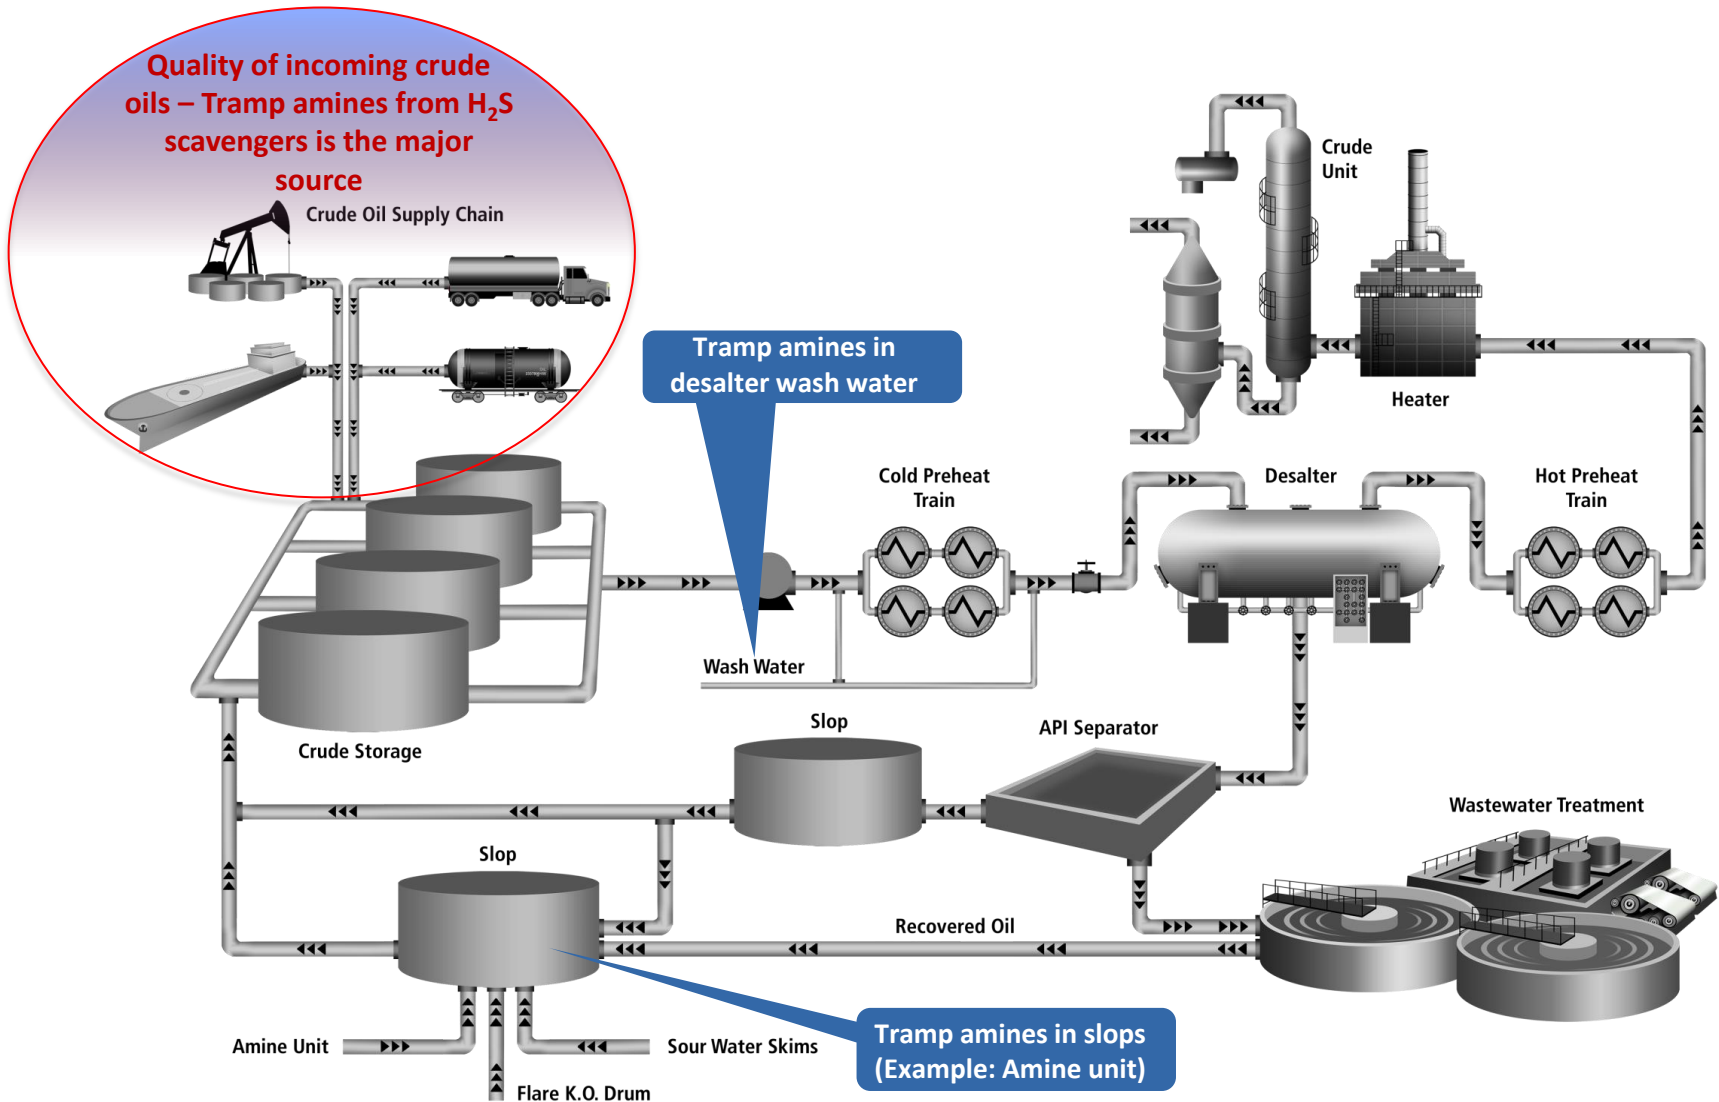 Quality of incoming crude
oils – Tramp amines from H₂S
scavengers is the major
source
Crude Oil Supply Chain
Crude
Unit
Heater
Tramp amines in
desalter wash water
Cold Preheat
Train
Desalter
Hot Preheat
Train
Wash Water
Crude Storage
Slop
API Separator
Wastewater Treatment
Slop
Recovered Oil
Tramp amines in slops
(Example: Amine unit)
Amine Unit
Sour Water Skims
Flare K.O. Drum